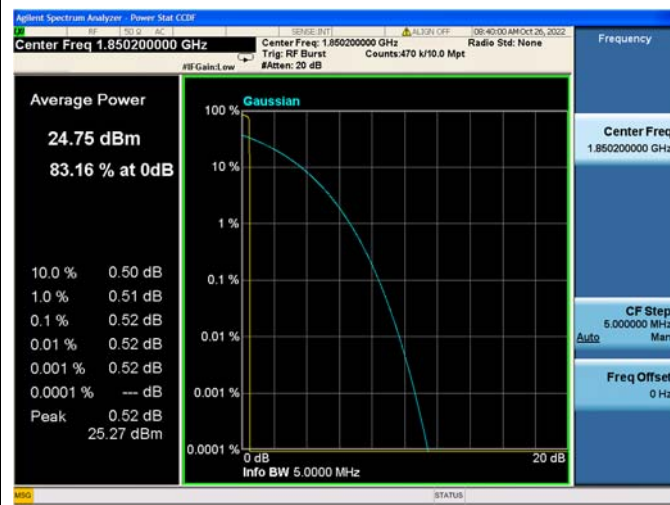 Agilent Spectrum Analyzer - Power Stat CCDF
RF 50 Ω AC SENSE:INT ALIGN OFF 08:40:00 AM Oct 26, 2022
Center Freq 1.850200000 GHz
Center Freq: 1.850200000 GHz Radio Std: None
Trig: RF Burst Counts:470 k/10.0 Mpt
#IFGain:Low #Atten: 20 dB
Frequency
Average Power
24.75 dBm
83.16 % at 0dB
10.0 % 0.50 dB
1.0 % 0.51 dB
0.1 % 0.52 dB
0.01 % 0.52 dB
0.001 % 0.52 dB
0.0001 % --- dB
Peak 0.52 dB
25.27 dBm
Gaussian
100 %
10 %
1 %
0.1 %
0.01 %
0.001 %
0.0001 %
0 dB 20 dB
Info BW 5.0000 MHz
Center Freq
1.850200000 GHz
CF Step
5.000000 MHz
Auto Man
Freq Offset
0 Hz
MSG STATUS